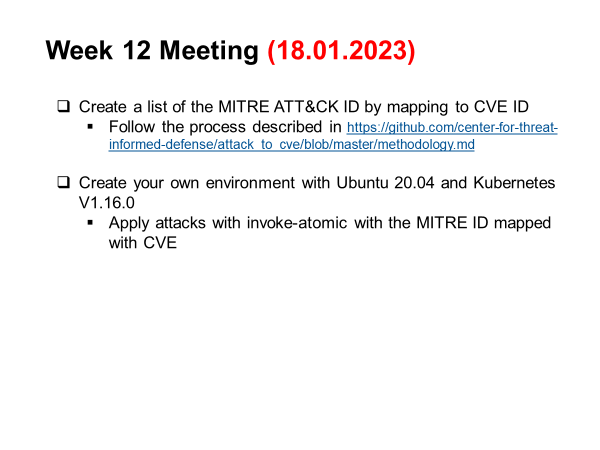 Week 12 Meeting (18.01.2023)
❑ Create a list of the MITRE ATT&CK ID by mapping to CVE ID
▪ Follow the process described in https://github.com/center-for-threat-
informed-defense/attack_to_cve/blob/master/methodology.md
❑ Create your own environment with Ubuntu 20.04 and Kubernetes
V1.16.0
▪ Apply attacks with invoke-atomic with the MITRE ID mapped
with CVE